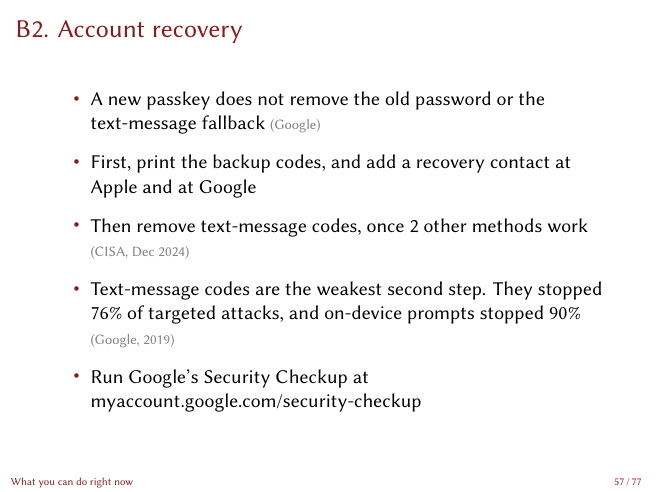 B2. Account recovery
• A new passkey does not remove the old password or the
text-message fallback (Google)
• First, print the backup codes, and add a recovery contact at
Apple and at Google
• Then remove text-message codes, once 2 other methods work
(CISA, Dec 2024)
• Text-message codes are the weakest second step. They stopped
76% of targeted attacks, and on-device prompts stopped 90%
(Google, 2019)
• Run Google’s Security Checkup at
myaccount.google.com/security-checkup
What you can do right now
57 / 77